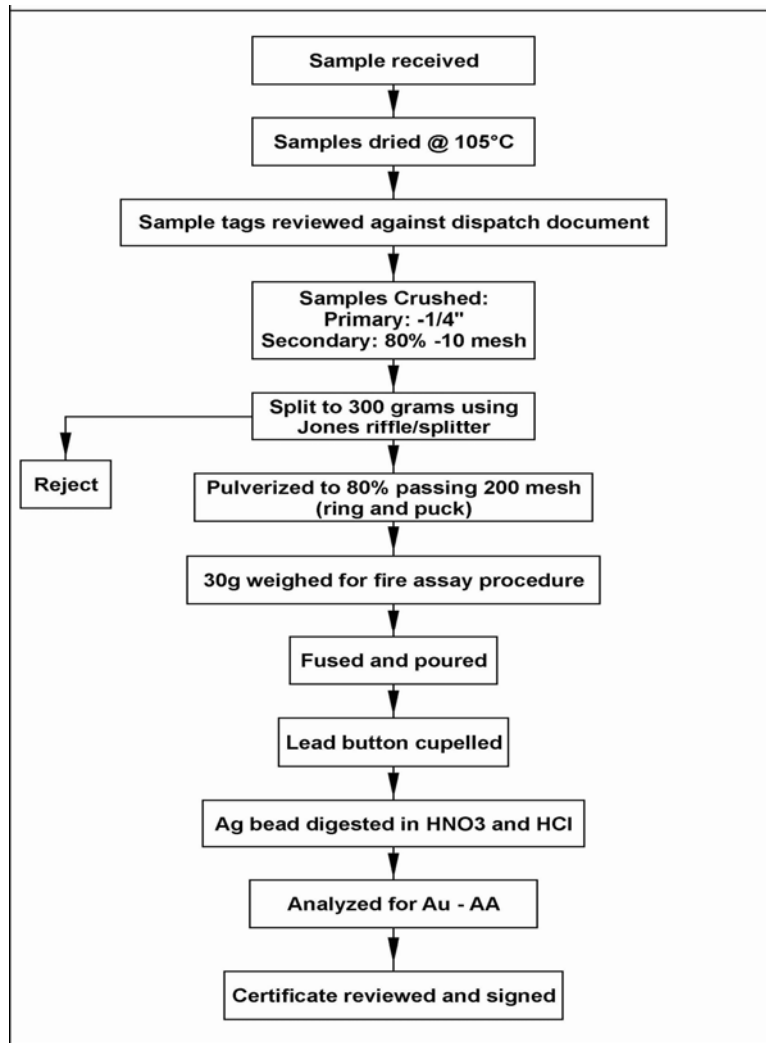 Sample received
Samples dried @ 105°C
Sample tags reviewed against dispatch document
Samples Crushed:
Primary: -1/4"
Secondary: 80% -10 mesh
Split to 300 grams using
Jones riffle/splitter
Reject
Pulverized to 80% passing 200 mesh
(ring and puck)
30g weighed for fire assay procedure
Fused and poured
Lead button cupelled
Ag bead digested in HNO3 and HCl
Analyzed for Au - AA
Certificate reviewed and signed